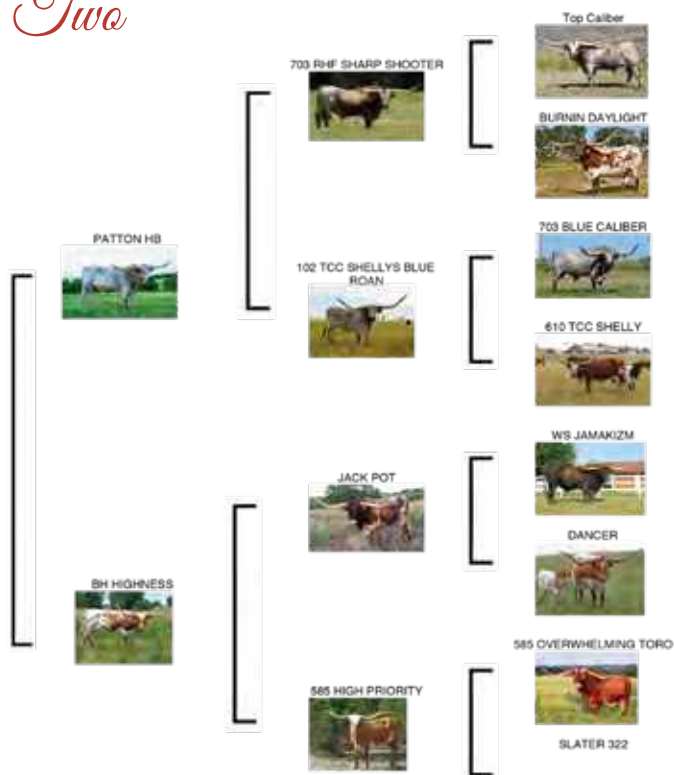 Two
Top Caliber
703 RHF SHARP SHOOTER
BURNIN DAYLIGHT
PATTON HB
703 BLUE CALIBER
102 TCC SHELLYS BLUE
ROAN
610 TCC SHELLY
WS JAMAKIZM
JACK POT
DANCER
BH HIGHNESS
585 OVERWHELMING TORO
585 HIGH PRIORITY
SLATER 322